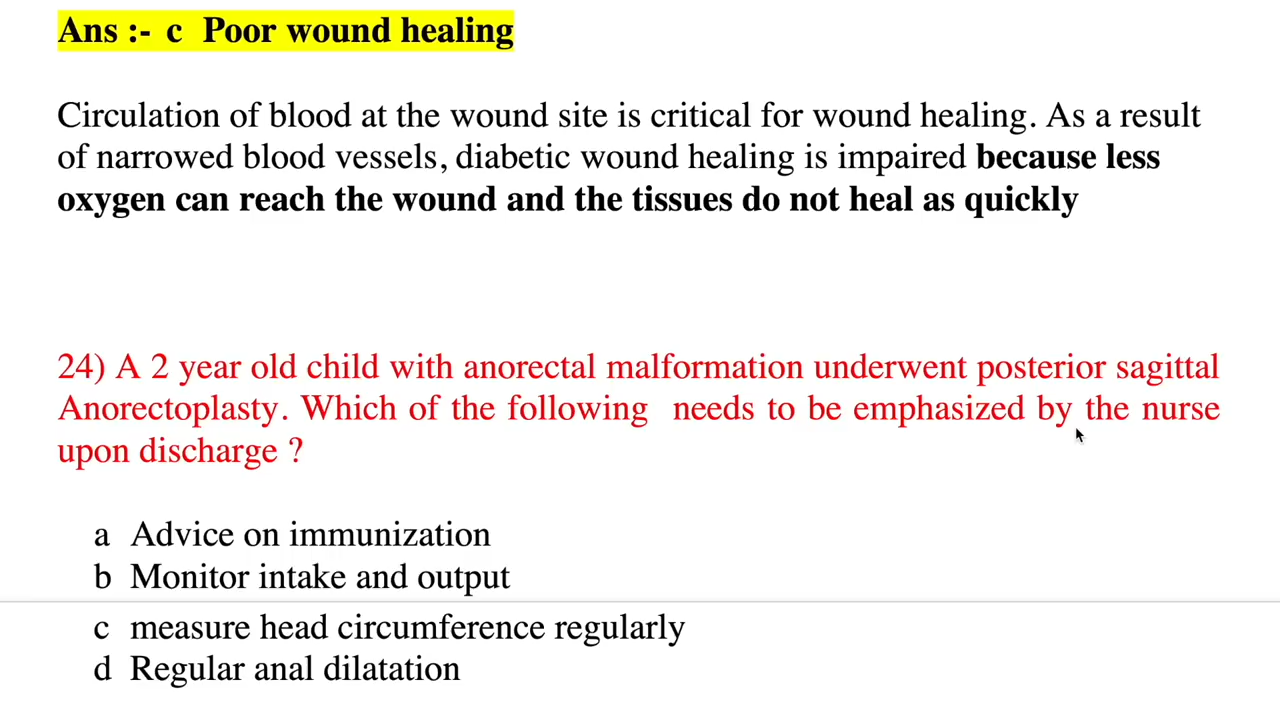 Ans :- c Poor wound healing
Circulation of blood at the wound site is critical for wound healing. As a result
of narrowed blood vessels, diabetic wound healing is impaired because less
oxygen can reach the wound and the tissues do not heal as quickly
24) A 2 year old child with anorectal malformation underwent posterior sagittal
Anorectoplasty. Which of the following needs to be emphasized by the nurse
upon discharge ?
a Advice on immunization
b Monitor intake and output
c measure head circumference regularly
d Regular anal dilatation